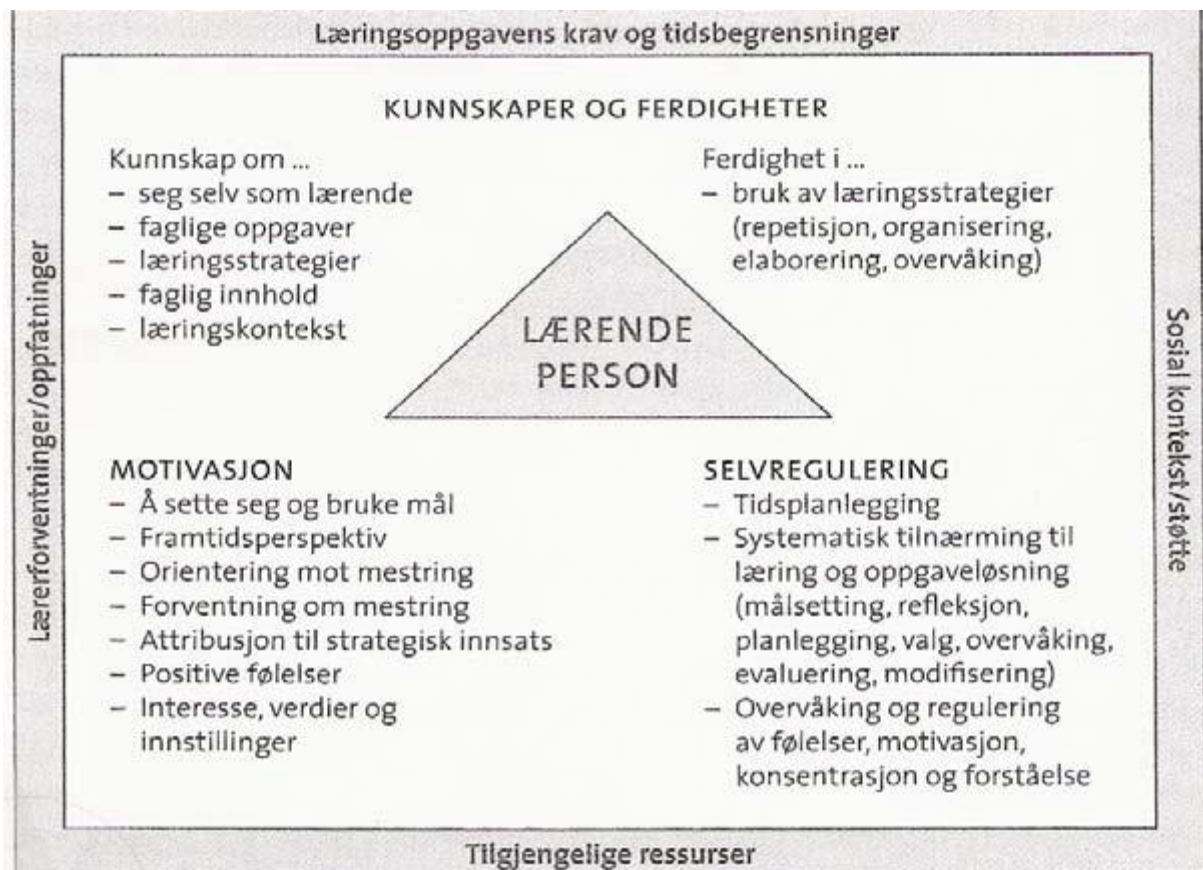 Læringsoppgavens krav og tidsbegrensninger
KUNNSKAPER OG FERDIGHETER
Kunnskap om ...
– seg selv som lærende
– faglige oppgaver
– læringsstrategier
– faglig innhold
– læringskontekst
Ferdighet i ...
– bruk av læringsstrategier
(repetisjon, organisering,
elaborering, overvåking)
LÆRENDE
PERSON
MOTIVASJON
– Å sette seg og bruke mål
– Framtidsperspektiv
– Orientering mot mestring
– Forventning om mestring
– Attribusjon til strategisk innsats
– Positive følelser
– Interesse, verdier og
innstillinger
SELVREGULERING
– Tidsplanlegging
– Systematisk tilnærming til
læring og oppgaveløsning
(målsetting, refleksjon,
planlegging, valg, overvåking,
evaluering, modifisering)
– Overvåking og regulering
av følelser, motivasjon,
konsentrasjon og forståelse
Lærerforventninger/oppfatninger
Sosial kontekst/støtte
Tilgjengelige ressurser